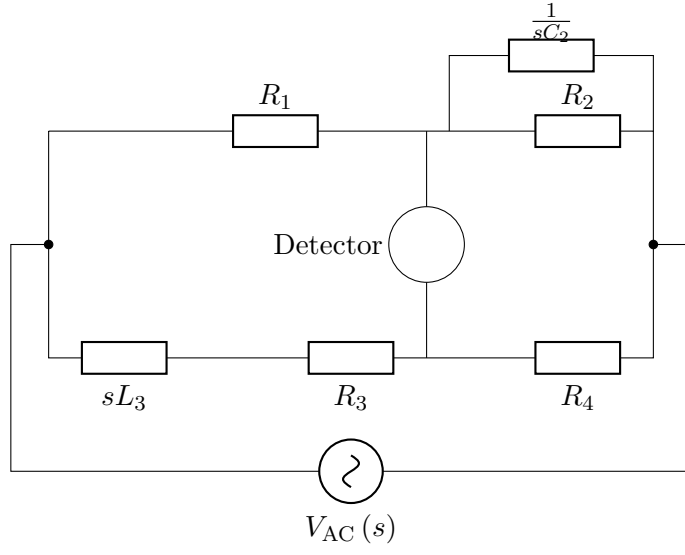 1/(sC₂)
R₁
R₂
Detector
sL₃
R₃
R₄
V_AC (s)